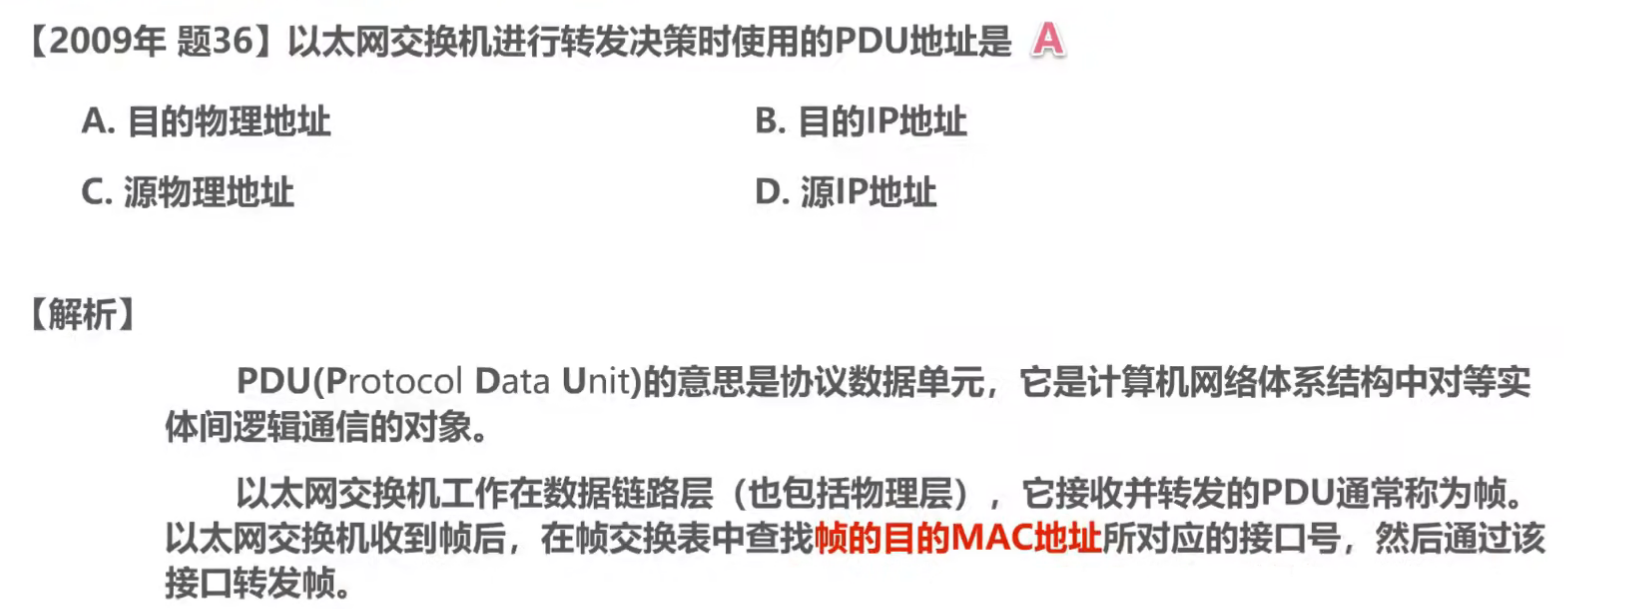 【2009年 题36】以太网交换机进行转发决策时使用的PDU地址是 A
A. 目的物理地址 B. 目的IP地址
C. 源物理地址 D. 源IP地址
【解析】
PDU(Protocol Data Unit)的意思是协议数据单元，它是计算机网络体系结构中对等实
体间逻辑通信的对象。
以太网交换机工作在数据链路层（也包括物理层），它接收并转发的PDU通常称为帧。
以太网交换机收到帧后，在帧交换表中查找帧的目的MAC地址所对应的接口号，然后通过该
接口转发帧。